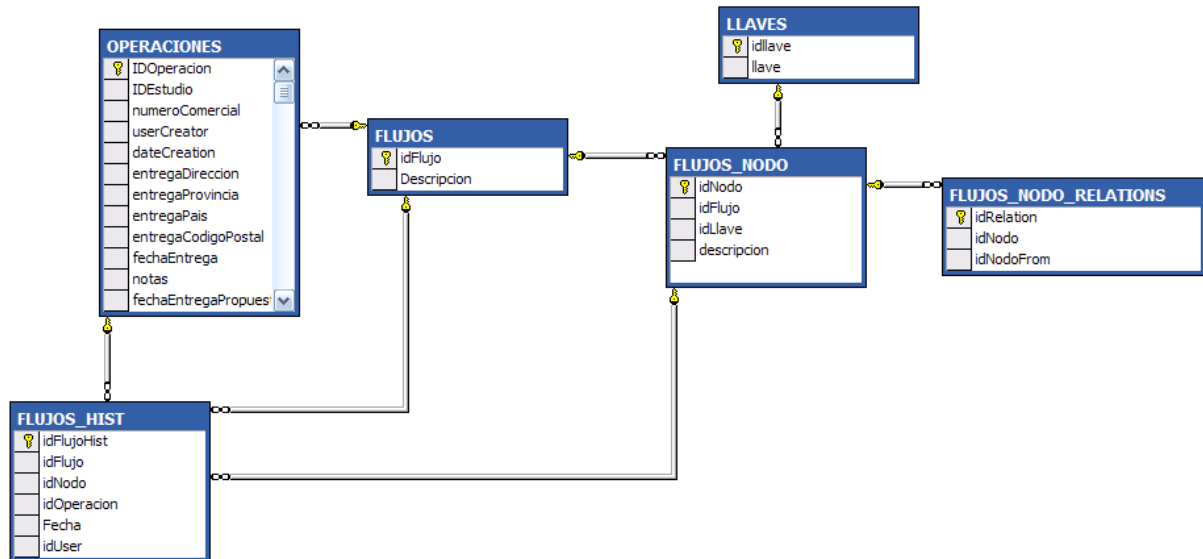 OPERACIONES
IDOperacion
IDEstudio
numeroComercial
userCreator
dateCreation
entregaDireccion
entregaProvincia
entregaPais
entregaCodigoPostal
fechaEntrega
notas
fechaEntregaPropues
FLUJOS
idFlujo
Descripcion
LLAVES
idllave
llave
FLUJOS_NODO
idNodo
idFlujo
idLlave
descripcion
FLUJOS_NODO_RELATIONS
idRelation
idNodo
idNodoFrom
FLUJOS_HIST
idFlujoHist
idFlujo
idNodo
idOperacion
Fecha
idUser